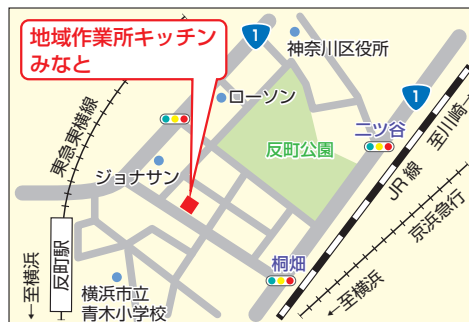 地域作業所キッチン
みなと
1
神奈川区役所
1
ローソン
東急東横線
二ツ谷
至川崎
反町公園
ジョナサン
JR線
京浜急行
反町駅
桐畑
←至横浜
横浜市立
青木小学校
←至横浜